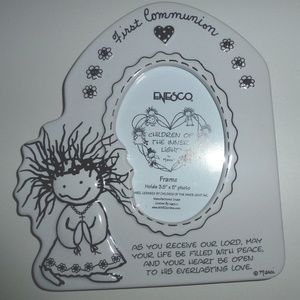 First Communion
ENESCO
CHILDREN
OF THE INNER
LIGHT
Frame
Holds 3.5" x 5" photo
AS YOU RECEIVE OUR LORD, MAY
YOUR LIFE BE FILLED WITH PEACE,
AND YOUR HEART BE OPEN
TO HIS EVERLASTING LOVE.